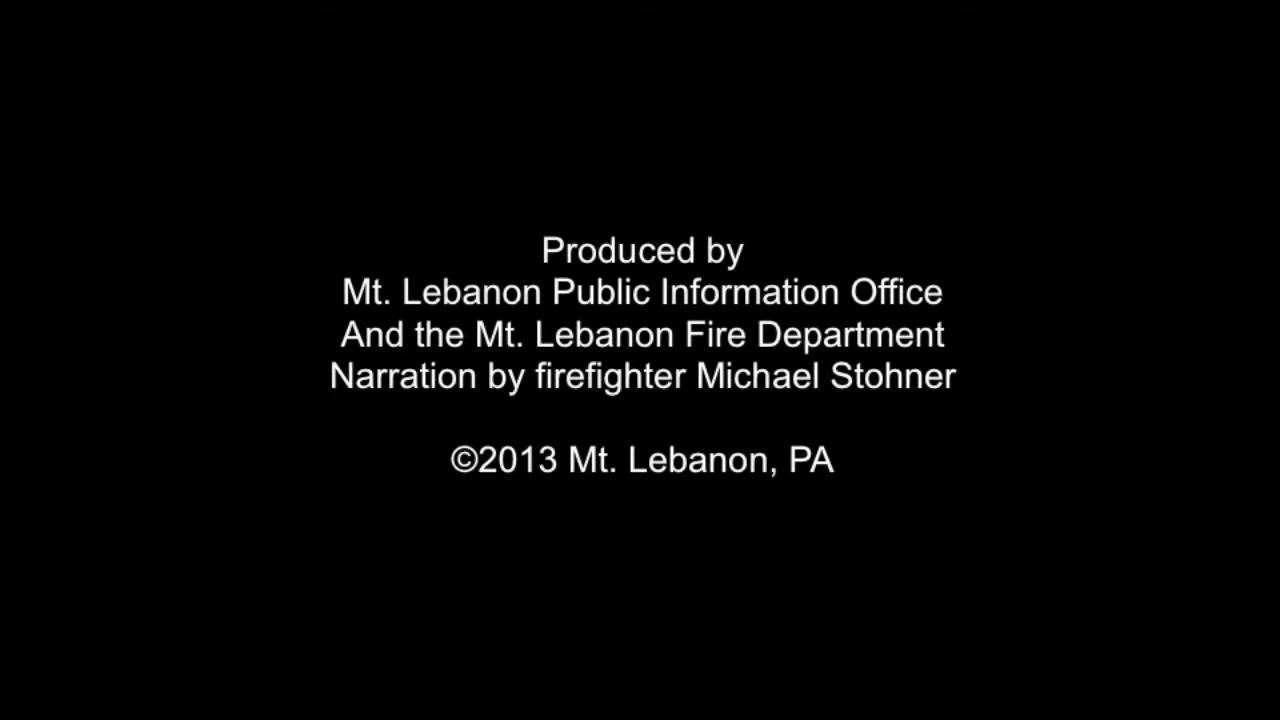 Produced by
Mt. Lebanon Public Information Office
And the Mt. Lebanon Fire Department
Narration by firefighter Michael Stohner
©2013 Mt. Lebanon, PA